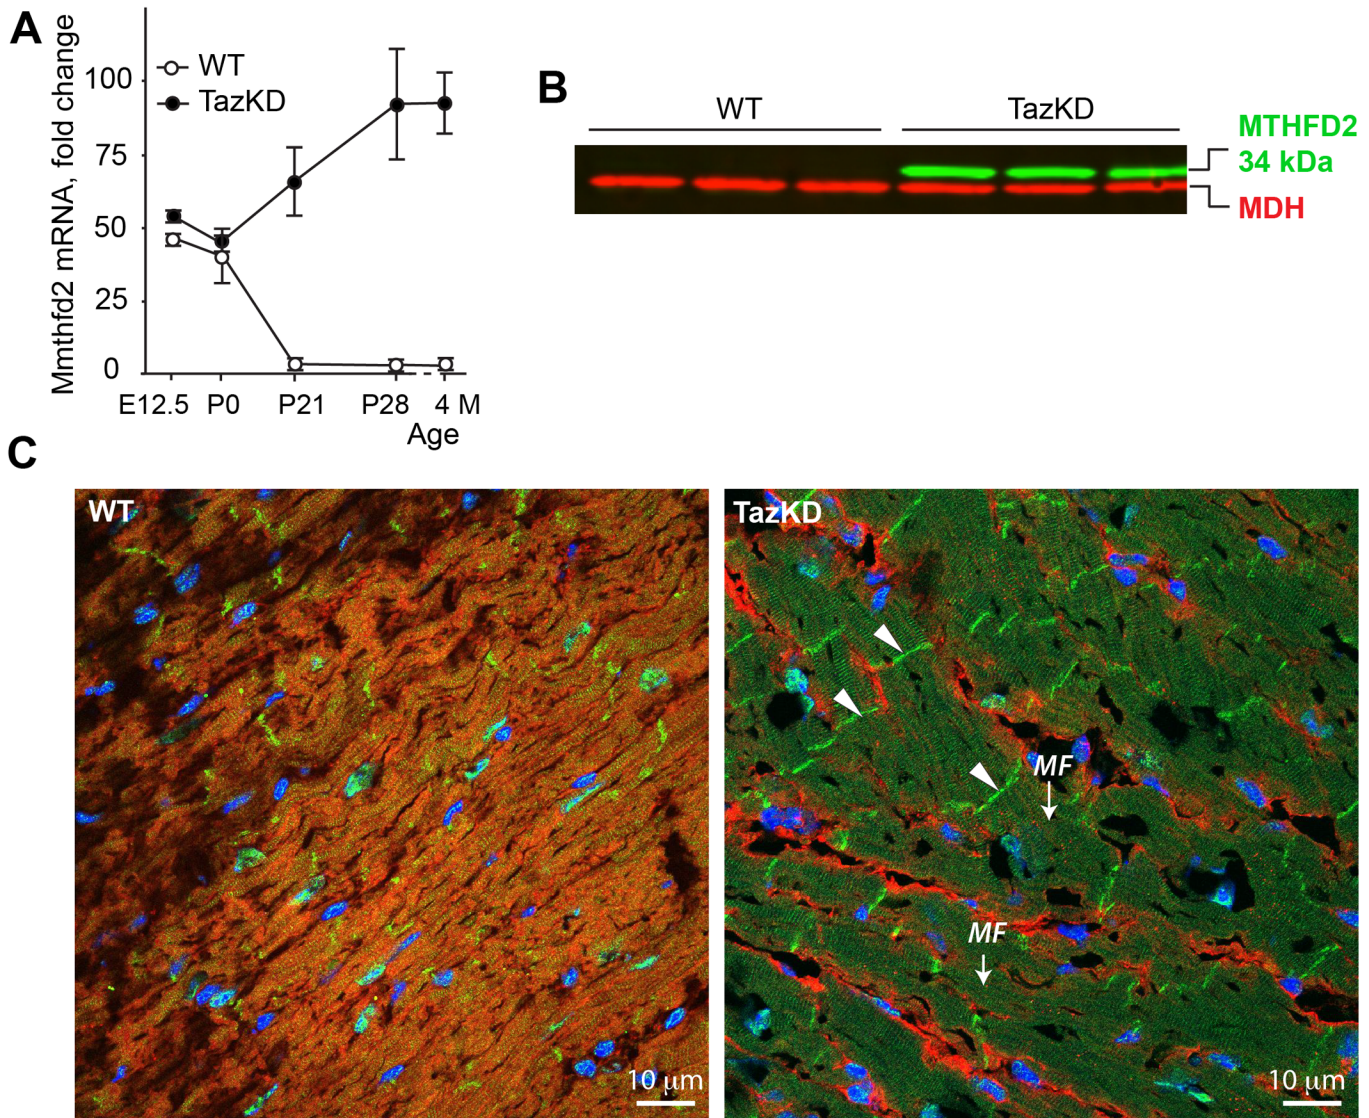 A
Mmthfd2 mRNA, fold change
100
75
50
25
0
WT
TazKD
E12.5 P0 P21 P28 4 M
Age
B
WT TazKD
MTHFD2
34 kDa
MDH
C
WT
10 μm
TazKD
MF
MF
10 μm